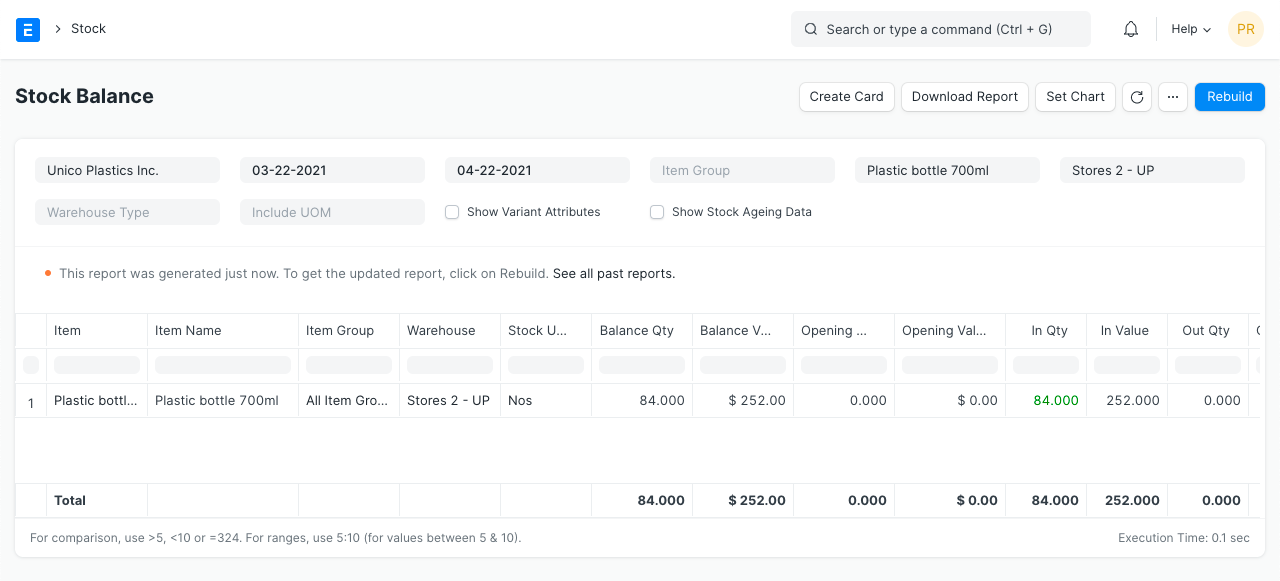 E > Stock Search or type a command (Ctrl + G) Help PR
Stock Balance Create Card Download Report Set Chart ... Rebuild
Unico Plastics Inc. 03-22-2021 04-22-2021 Item Group Plastic bottle 700ml Stores 2 - UP
Warehouse Type Include UOM Show Variant Attributes Show Stock Ageing Data
This report was generated just now. To get the updated report, click on Rebuild. See all past reports.
Item Item Name Item Group Warehouse Stock U... Balance Qty Balance V... Opening ... Opening Val... In Qty In Value Out Qty
1 Plastic bottl... Plastic bottle 700ml All Item Gro... Stores 2 - UP Nos 84.000 $ 252.00 0.000 $ 0.00 84.000 252.000 0.000
Total 84.000 $ 252.00 0.000 $ 0.00 84.000 252.000 0.000
For comparison, use >5, <10 or =324. For ranges, use 5:10 (for values between 5 & 10). Execution Time: 0.1 sec